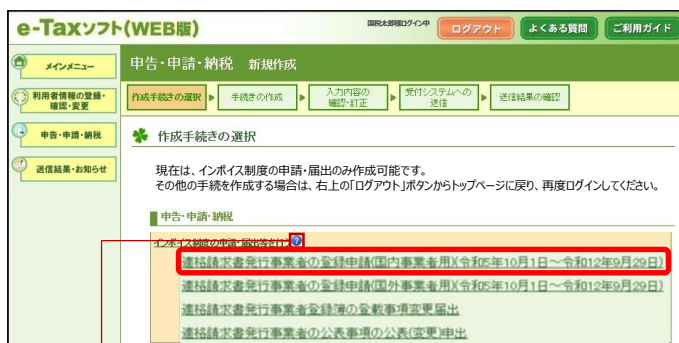 e-Taxソフト(WEB版)
国税太郎様ログイン中
ログアウト
よくある質問
ご利用ガイド
メインメニュー
利用者情報の登録・
確認・変更
申告・申請・納税
送信結果・お知らせ
申告・申請・納税 新規作成
作成手続きの選択
手続きの作成
入力内容の
確認・訂正
受付システムへの
送信
送信結果の確認
作成手続きの選択
現在は、インボイス制度の申請・届出のみ作成可能です。
その他の手続を作成する場合は、右上の「ログアウト」ボタンからトップページに戻り、再度ログインしてください。
申告・申請・納税
インボイス制度の申請・届出等を行う ?
適格請求書発行事業者の登録申請(国内事業者用)(令和5年10月1日～令和12年9月29日)
適格請求書発行事業者の登録申請(国外事業者用)(令和5年10月1日～令和12年9月29日)
適格請求書発行事業者登録簿の登載事項変更届出
適格請求書発行事業者の公表事項の公表(変更)申出